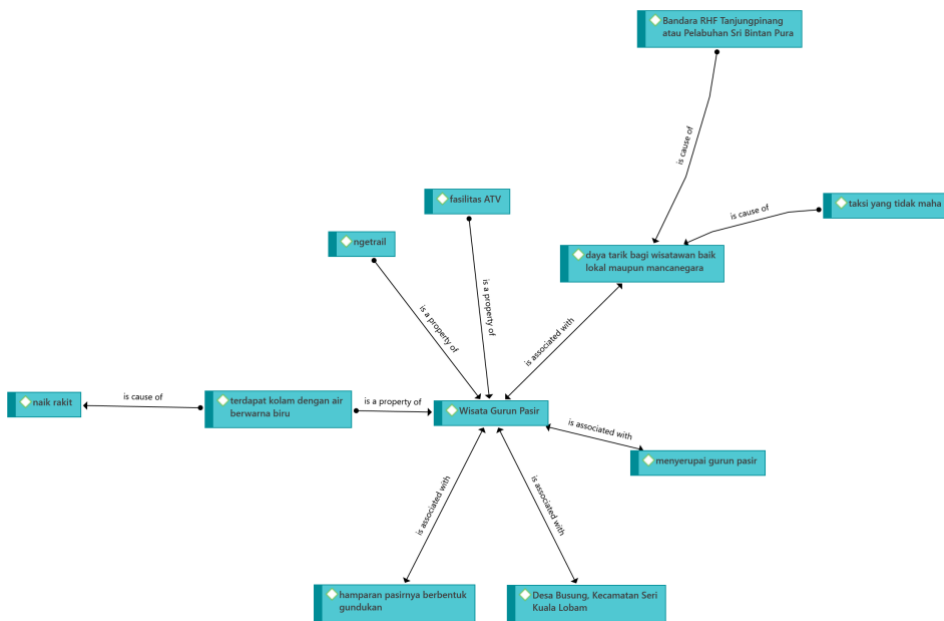 Bandara RHF Tanjungpinang
atau Pelabuhan Sri Bintan Pura
is cause of
fasilitas ATV
taksi yang tidak maha
is cause of
ngetrail
daya tarik bagi wisatawan baik
lokal maupun mancanegara
is a property of
is a property of
is associated with
naik rakit
is cause of
terdapat kolam dengan air
berwarna biru
is a property of
Wisata Gurun Pasir
is associated with
menyerupai gurun pasir
is associated with
is associated with
hamparan pasirnya berbentuk
gundukan
Desa Busung, Kecamatan Seri
Kuala Lobam